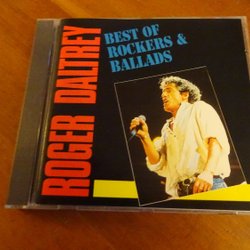 ROGER DALTREY
BEST OF
ROCKERS &
BALLADS